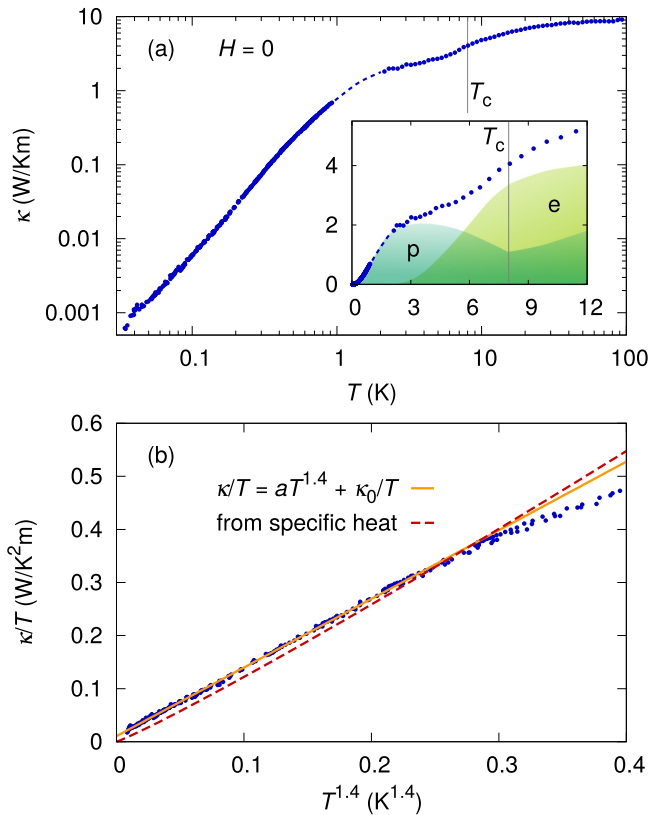 (a) H = 0
10
1
0.1
0.01
0.001
κ (W/Km)
T_c
T_c
e
p
4
2
0
0 3 6 9 12
0.1 1 10 100
T (K)
(b)
0.6
0.5
0.4
0.3
0.2
0.1
0
κ/T (W/K²m)
κ/T = aT^1.4 + κ₀/T
from specific heat
0 0.1 0.2 0.3 0.4
T^1.4 (K^1.4)